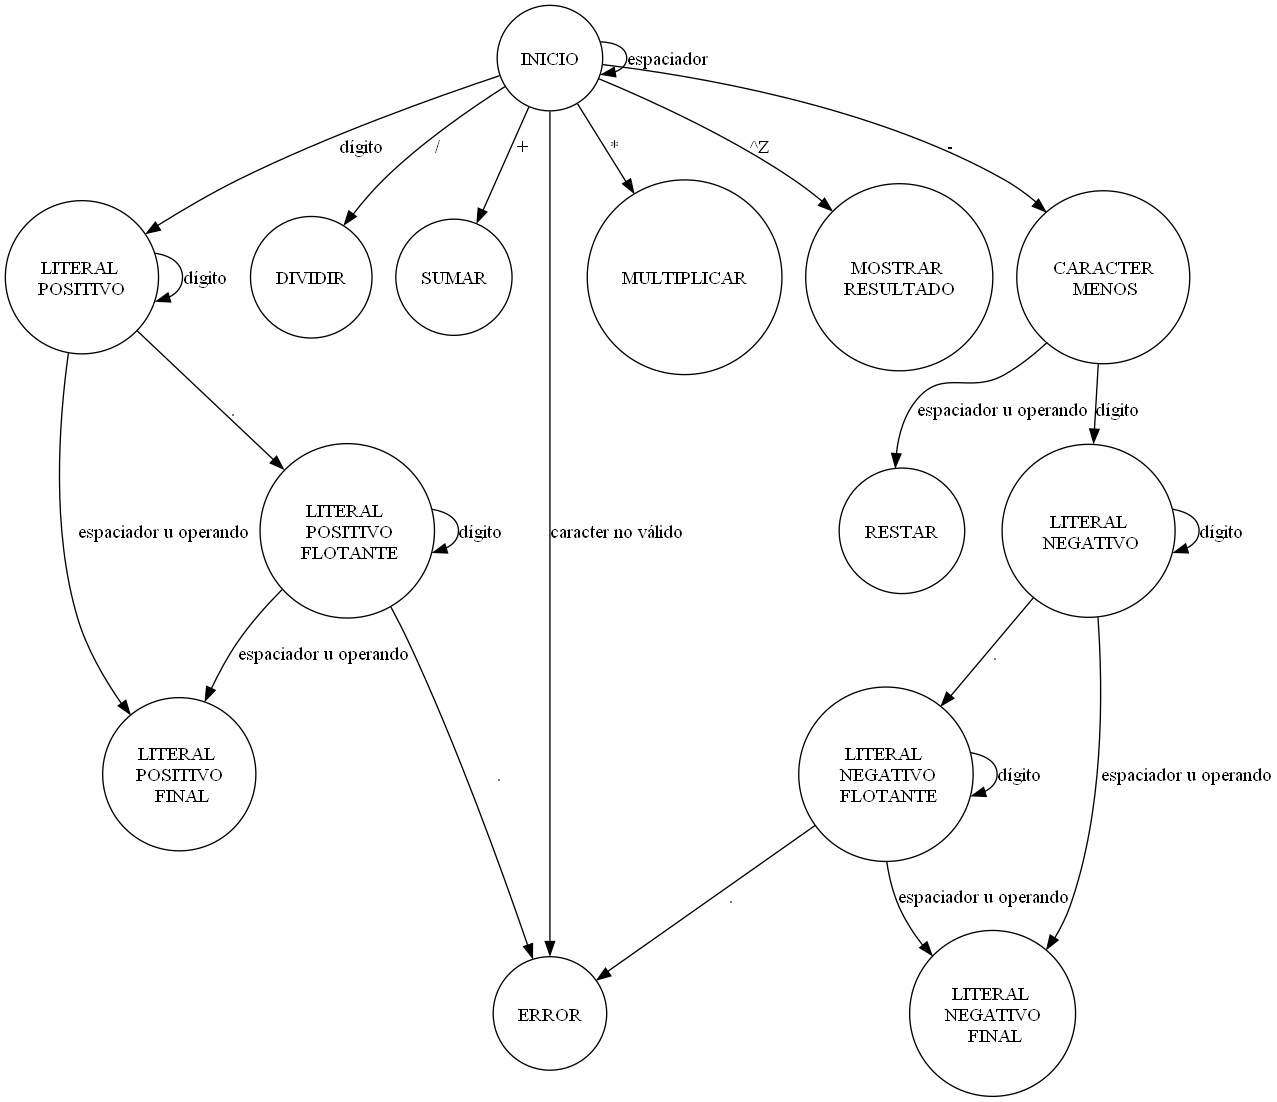 INICIO
espaciador
dígito
/
+
*
^Z
-
LITERAL
POSITIVO
dígito
DIVIDIR
SUMAR
MULTIPLICAR
MOSTRAR
RESULTADO
CARACTER
MENOS
.
espaciador u operando
dígito
espaciador u operando
LITERAL
POSITIVO
FLOTANTE
dígito
caracter no válido
RESTAR
LITERAL
NEGATIVO
dígito
espaciador u operando
.
LITERAL
POSITIVO
FINAL
.
LITERAL
NEGATIVO
FLOTANTE
dígito
espaciador u operando
.
espaciador u operando
ERROR
LITERAL
NEGATIVO
FINAL